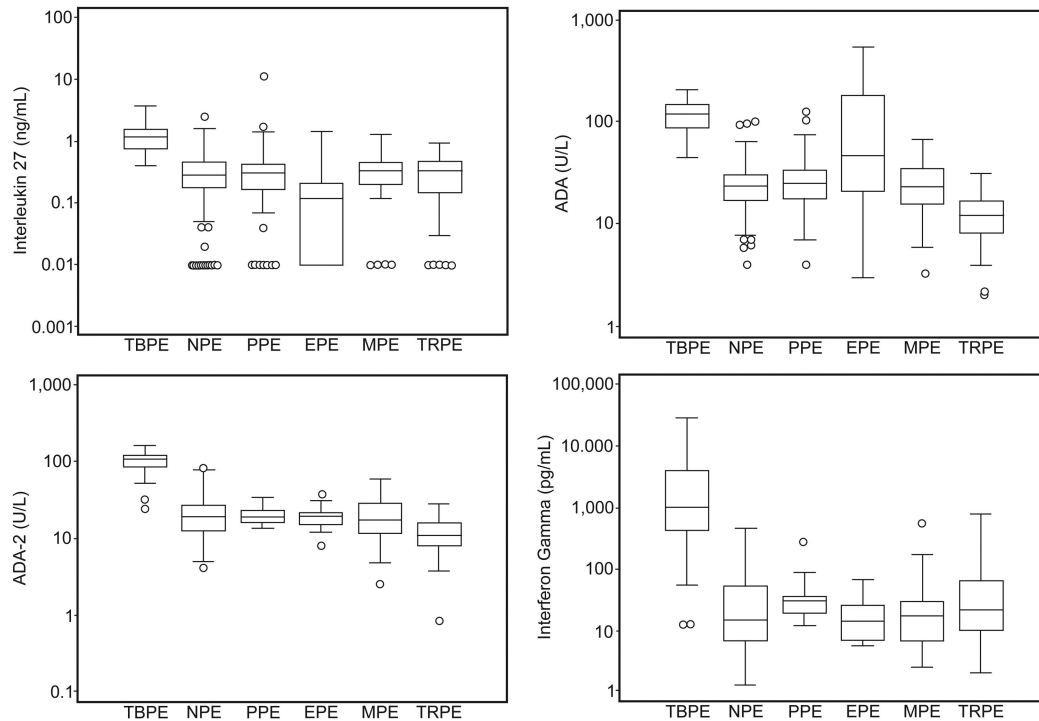 Interleukin 27 (ng/mL)
100
10
1
0.1
0.01
0.001
TBPE NPE PPE EPE MPE TRPE
ADA (U/L)
1,000
100
10
1
TBPE NPE PPE EPE MPE TRPE
ADA-2 (U/L)
1,000
100
10
1
0.1
TBPE NPE PPE EPE MPE TRPE
Interferon Gamma (pg/mL)
100,000
10.000
1,000
100
10
1
TBPE NPE PPE EPE MPE TRPE